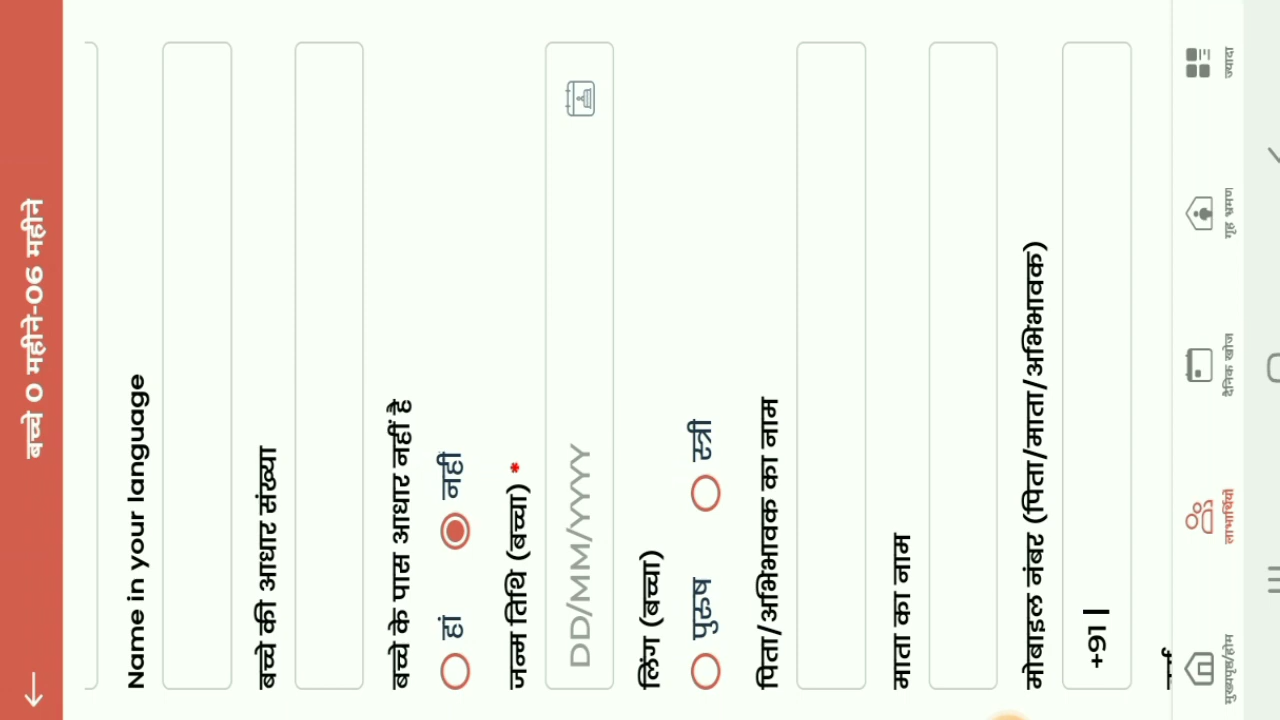 बच्चे 0 महीने-06 महीने
Name in your language
बच्चे की आधार संख्या
बच्चे के पास आधार नहीं है
हां नहीं
जन्म तिथि (बच्चा) *
DD/MM/YYYY
लिंग (बच्चा)
पुरुष स्त्री
पिता/अभिभावक का नाम
माता का नाम
मोबाइल नंबर (पिता/माता/अभिभावक)
+91
मुख्यपृष्ठ/होम लाभार्थियों दैनिक खोज गृह भ्रमण ज्यादा